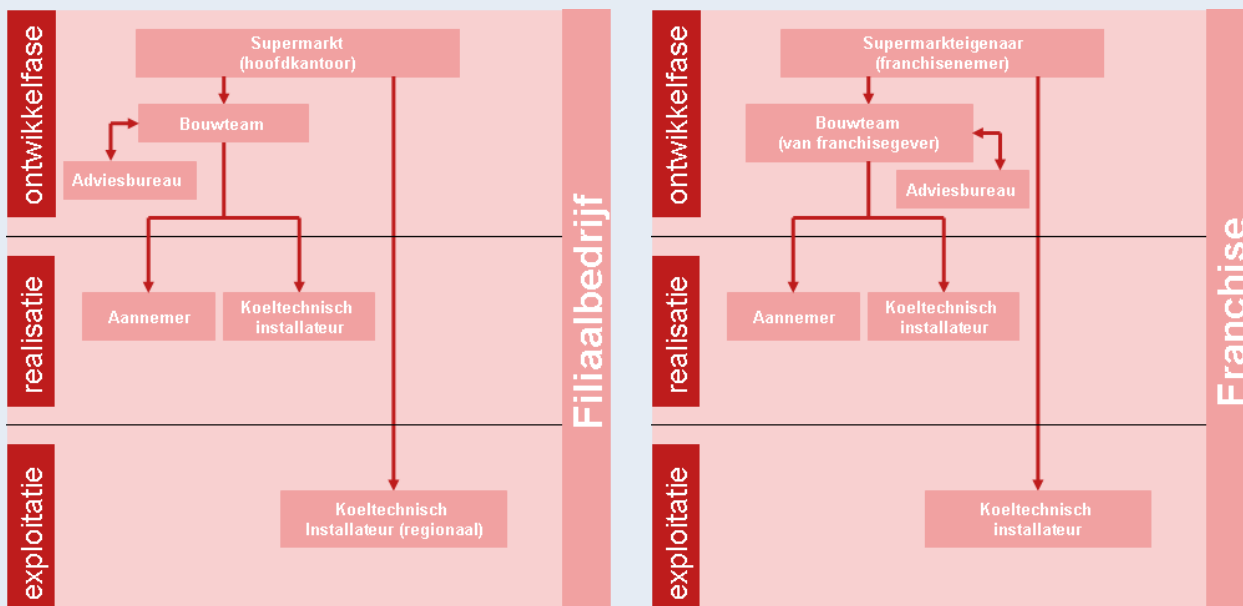 ontwikkelfase
Supermarkt
(hoofdkantoor)
Bouwteam
Adviesbureau
realisatie
Aannemer
Koeltechnisch
installateur
exploitatie
Koeltechnisch
Installateur (regionaal)
Filiaalbedrijf
ontwikkelfase
Supermarkteigenaar
(franchisenemer)
Bouwteam
(van franchisegever)
Adviesbureau
realisatie
Aannemer
Koeltechnisch
installateur
exploitatie
Koeltechnisch
installateur
Franchise